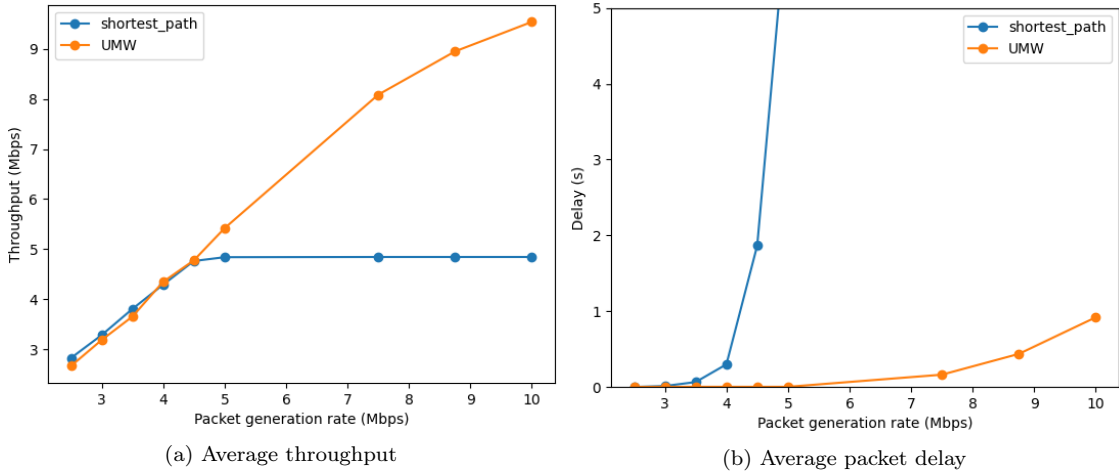 shortest_path
UMW
9
8
7
6
5
4
3
Throughput (Mbps)
3 4 5 6 7 8 9 10
Packet generation rate (Mbps)
(a) Average throughput
shortest_path
UMW
5
4
3
2
1
0
Delay (s)
3 4 5 6 7 8 9 10
Packet generation rate (Mbps)
(b) Average packet delay